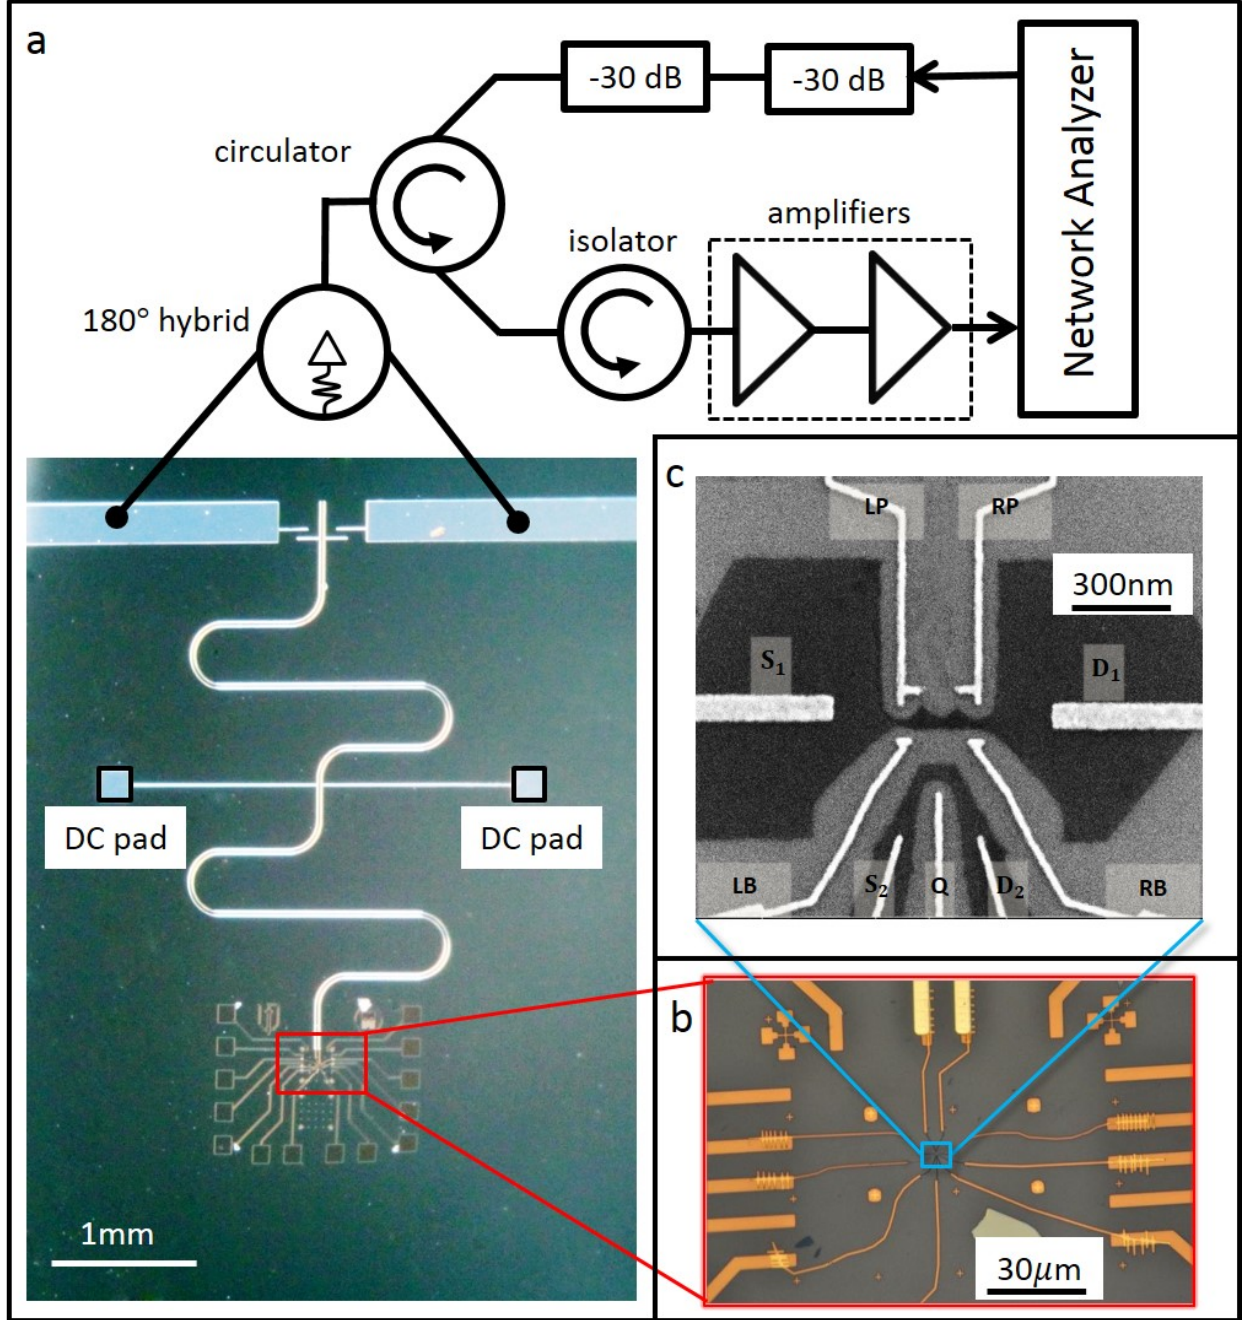 a
-30 dB
-30 dB
Network Analyzer
circulator
amplifiers
isolator
180° hybrid
DC pad
DC pad
1mm
c
LP
RP
300nm
S₁
D₁
LB
S₂
Q
D₂
RB
b
30μm